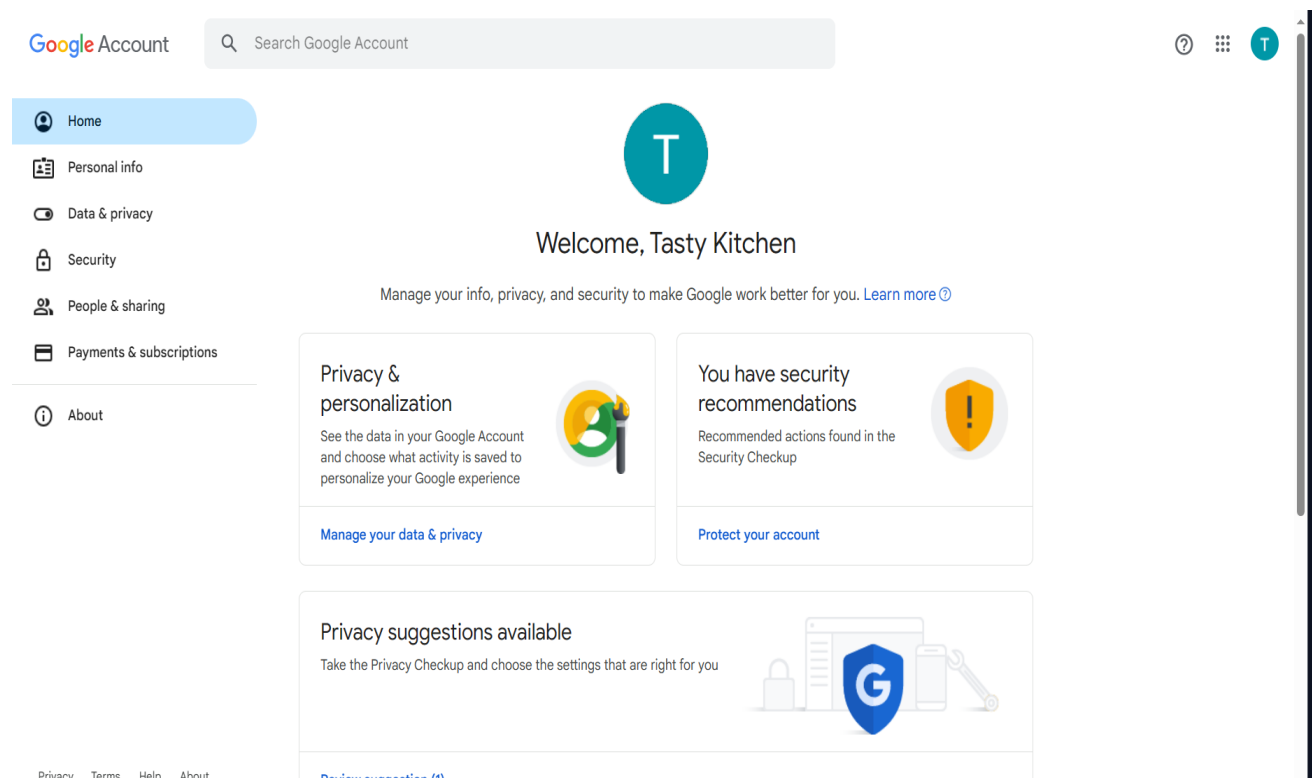 Google Account
Search Google Account
T
Home
Personal info
Data & privacy
Security
People & sharing
Payments & subscriptions
About
T
Welcome, Tasty Kitchen
Manage your info, privacy, and security to make Google work better for you. Learn more
Privacy &
personalization
See the data in your Google Account
and choose what activity is saved to
personalize your Google experience
Manage your data & privacy
You have security
recommendations
Recommended actions found in the
Security Checkup
Protect your account
Privacy suggestions available
Take the Privacy Checkup and choose the settings that are right for you
G
Review suggestion (1)
Privacy Terms Help About